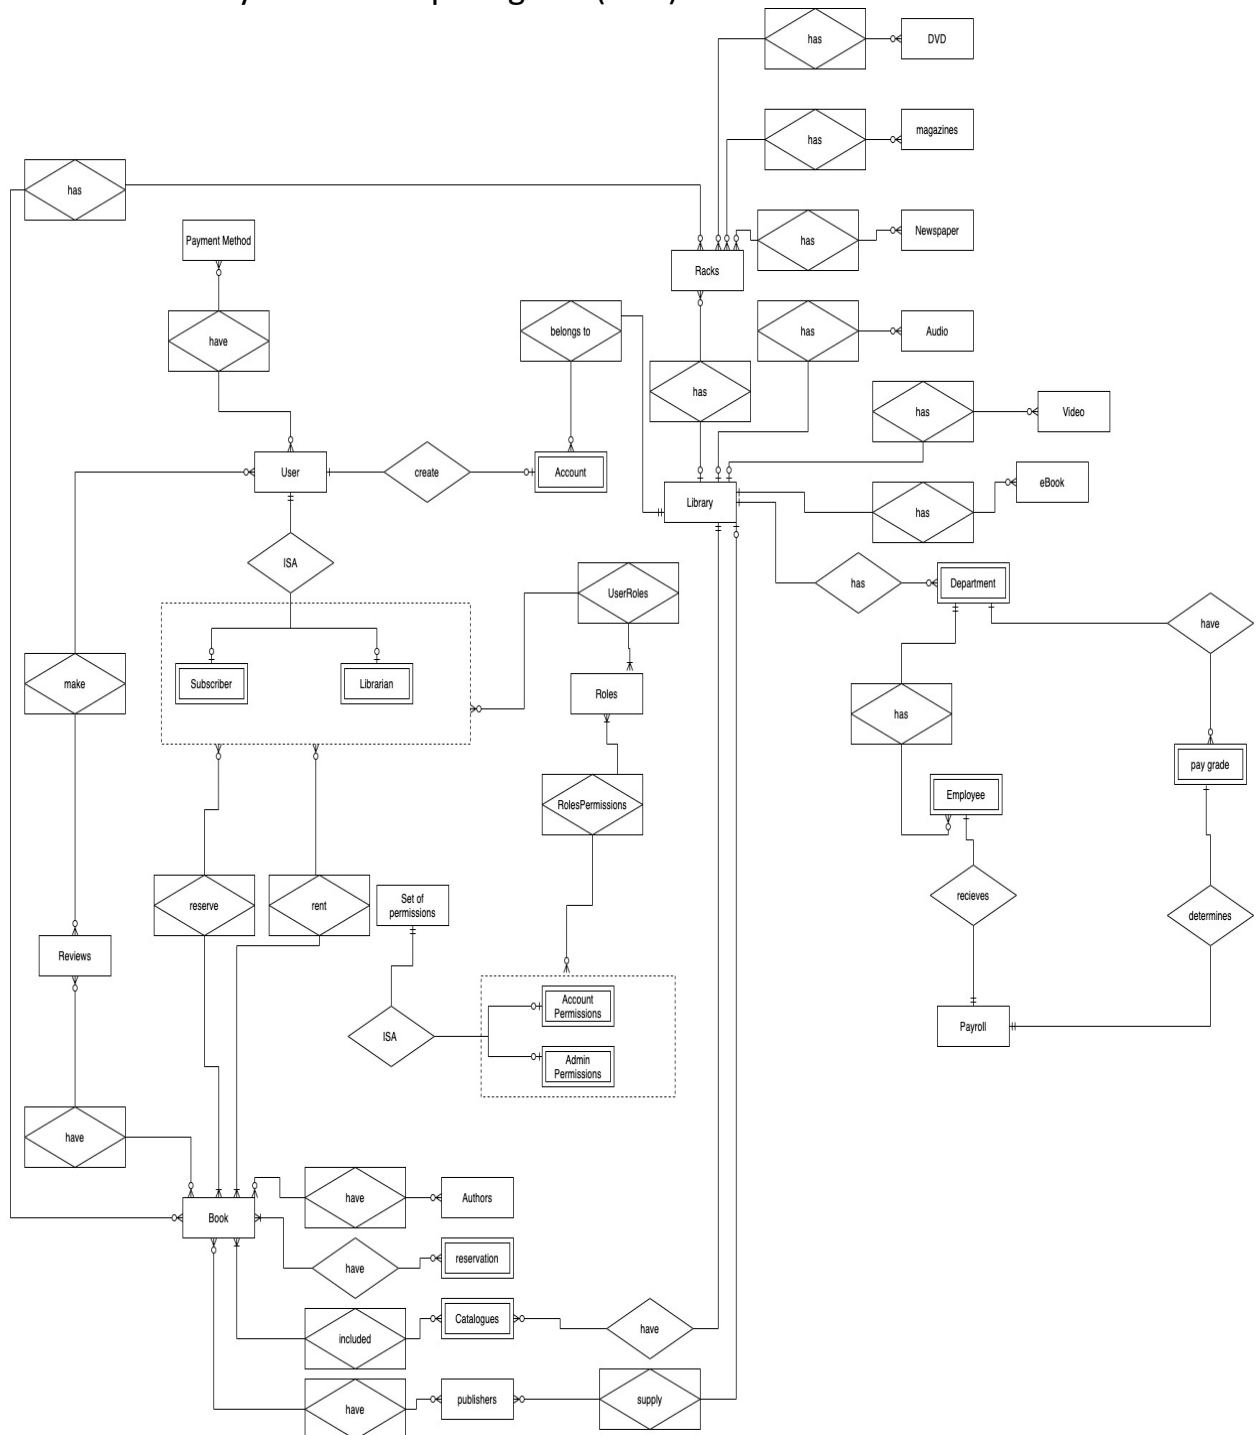 has
DVD
has
magazines
has
has
Newspaper
Payment Method
Racks
belongs to
has
Audio
have
has
has
Video
User
create
Account
Library
has
eBook
ISA
UserRoles
has
Department
have
make
Subscriber
Librarian
Roles
has
pay grade
RolesPermissions
Employee
reserve
rent
Set of
permissions
recieves
determines
Reviews
Account
Permissions
ISA
Payroll
Admin
Permissions
have
have
Authors
Book
have
reservation
included
Catalogues
have
have
publishers
supply